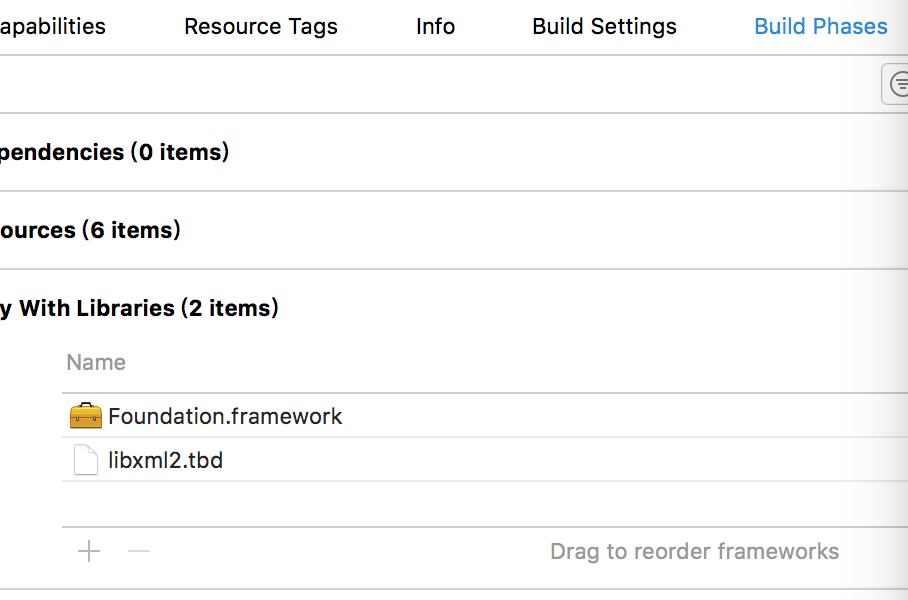 apabilities Resource Tags Info Build Settings Build Phases
pendencies (0 items)
ources (6 items)
y With Libraries (2 items)
Name
Foundation.framework
libxml2.tbd
Drag to reorder frameworks